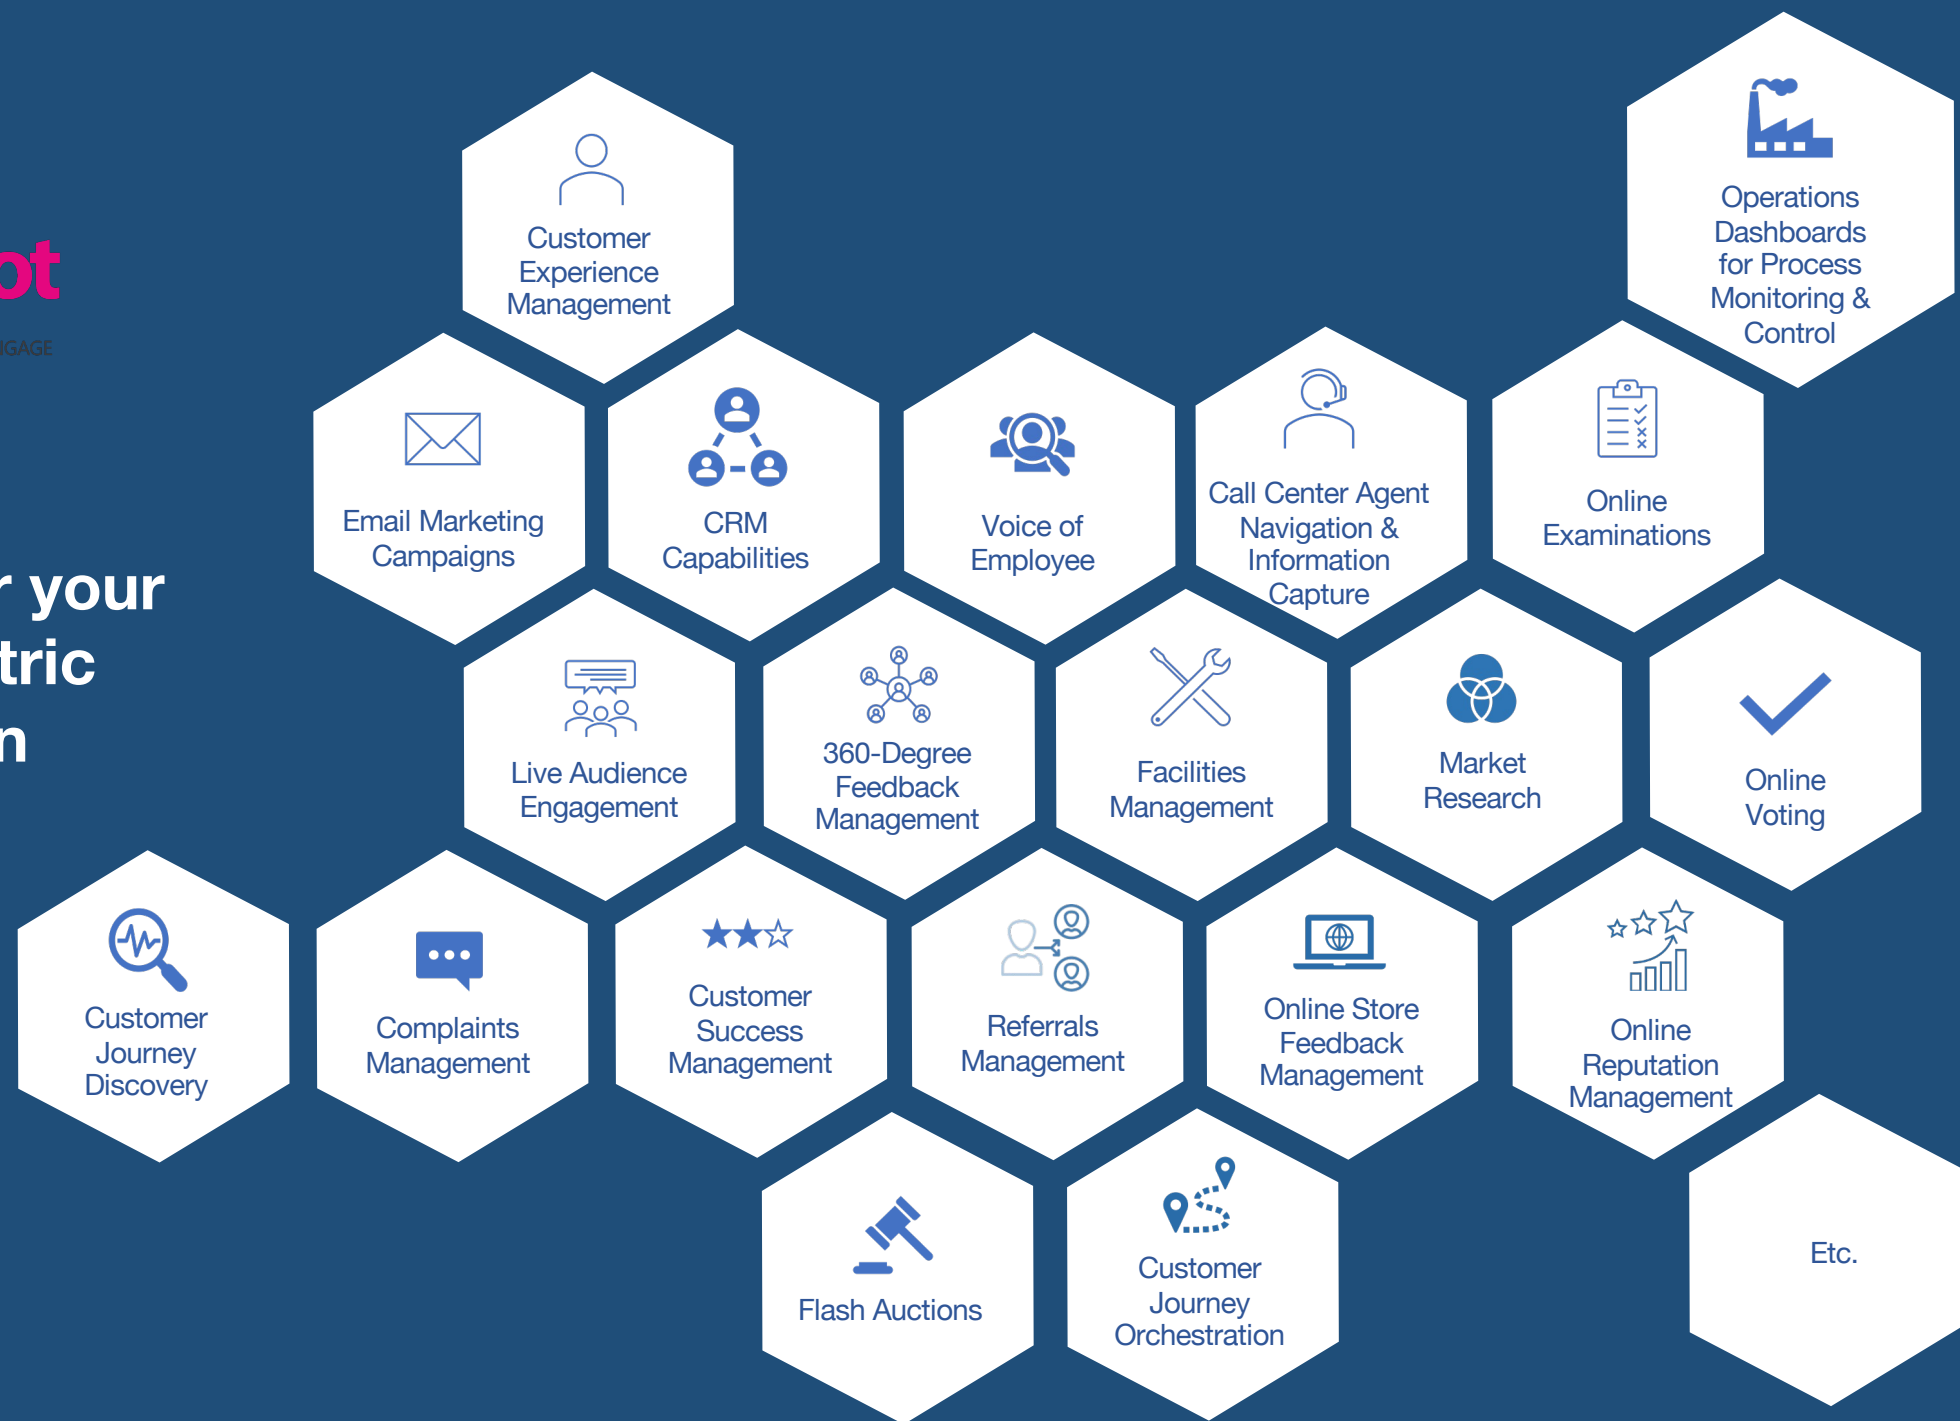 Operations
Dashboards
for Process
Monitoring &
Control
Customer
Experience
Management
ot
NGAGE
Email Marketing
Campaigns
CRM
Capabilities
Voice of
Employee
Call Center Agent
Navigation &
Information
Capture
Online
Examinations
r your
tric
n
Live Audience
Engagement
360-Degree
Feedback
Management
Facilities
Management
Market
Research
Online
Voting
Customer
Journey
Discovery
Complaints
Management
Customer
Success
Management
Referrals
Management
Online Store
Feedback
Management
Online
Reputation
Management
Flash Auctions
Customer
Journey
Orchestration
Etc.